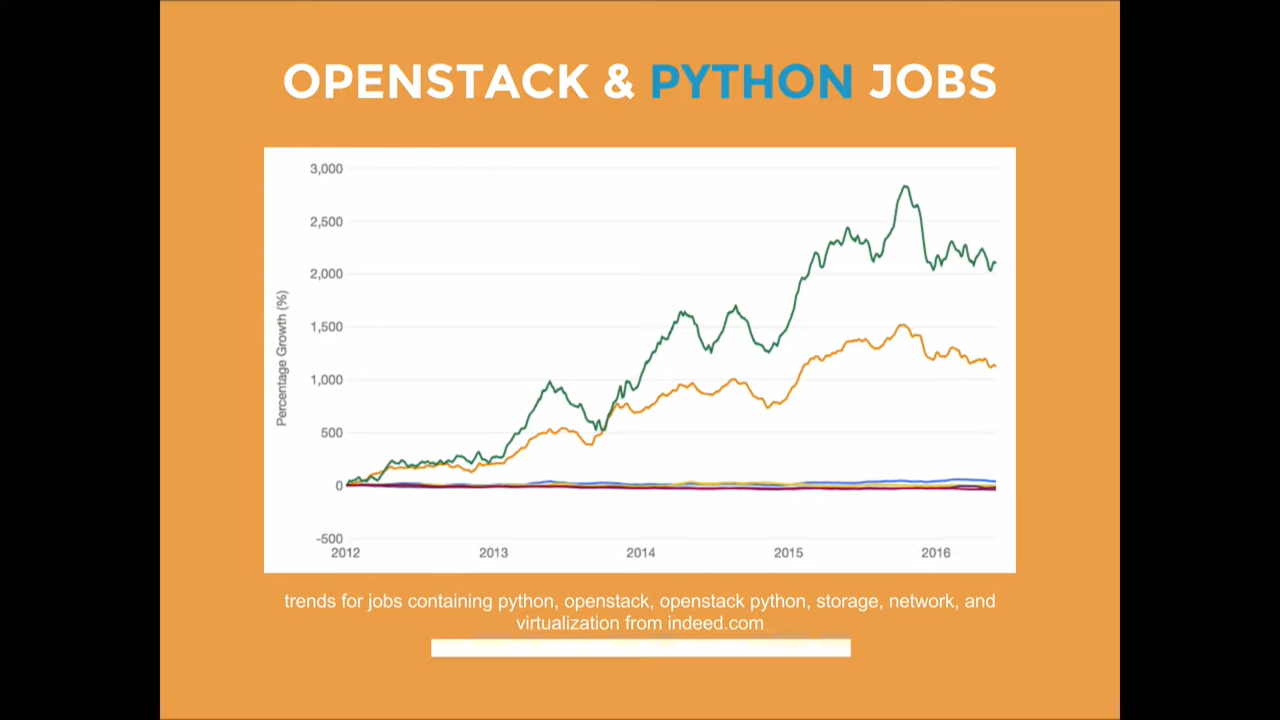 OPENSTACK & PYTHON JOBS
3,000
2,500
2,000
1,500
1,000
500
0
-500
Percentage Growth (%)
2012 2013 2014 2015 2016
trends for jobs containing python, openstack, openstack python, storage, network, and
virtualization from indeed.com